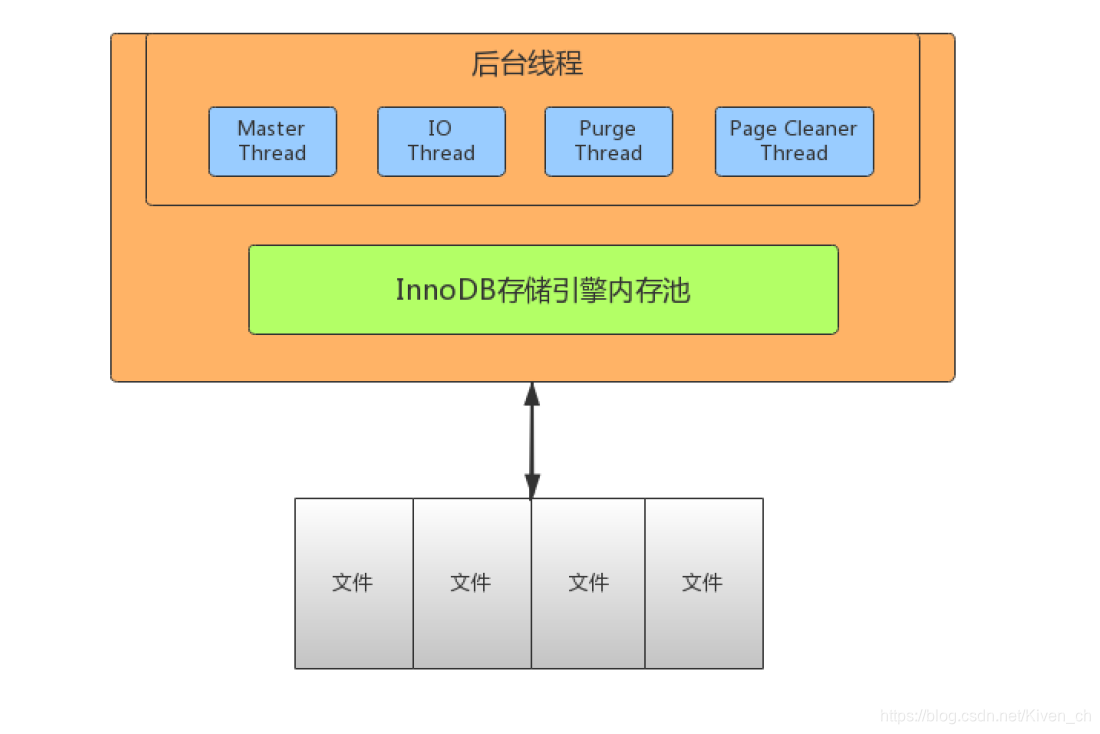 后台线程
Master
Thread
IO
Thread
Purge
Thread
Page Cleaner
Thread
InnoDB存储引擎内存池
文件
文件
文件
文件
https://blog.csdn.net/Kiven_ch